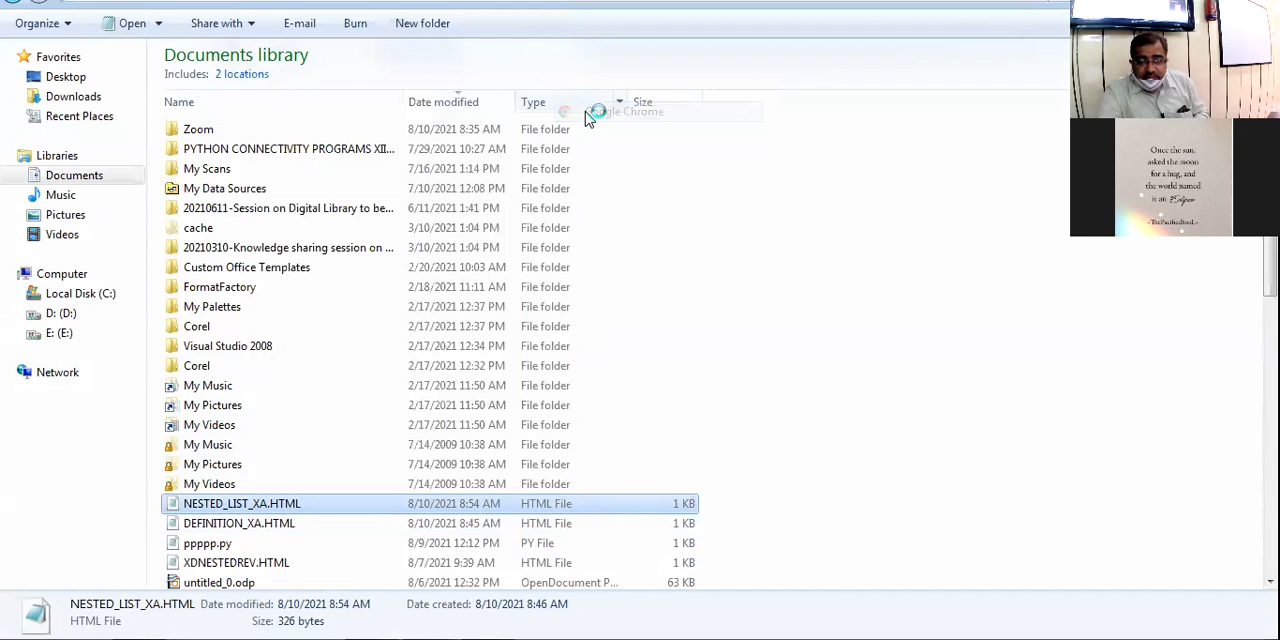 Organize Open Share with E-mail Burn New folder
Documents library
Includes: 2 locations
Name Date modified Type Size
Google Chrome
Favorites
Desktop
Downloads
Recent Places
Libraries
Documents
Music
Pictures
Videos
Computer
Local Disk (C:)
D: (D:)
E: (E:)
Network
Zoom 8/10/2021 8:35 AM File folder
PYTHON CONNECTIVITY PROGRAMS XII... 7/29/2021 10:27 AM File folder
My Scans 7/16/2021 1:14 PM File folder
My Data Sources 7/10/2021 12:08 PM File folder
20210611-Session on Digital Library to be... 6/11/2021 1:41 PM File folder
cache 3/10/2021 1:04 PM File folder
20210310-Knowledge sharing session on ... 3/10/2021 1:04 PM File folder
Custom Office Templates 2/20/2021 10:03 AM File folder
FormatFactory 2/18/2021 11:11 AM File folder
My Palettes 2/17/2021 12:37 PM File folder
Corel 2/17/2021 12:37 PM File folder
Visual Studio 2008 2/17/2021 12:34 PM File folder
Corel 2/17/2021 12:32 PM File folder
My Music 2/17/2021 11:50 AM File folder
My Pictures 2/17/2021 11:50 AM File folder
My Videos 2/17/2021 11:50 AM File folder
My Music 7/14/2009 10:38 AM File folder
My Pictures 7/14/2009 10:38 AM File folder
My Videos 7/14/2009 10:38 AM File folder
NESTED_LIST_XA.HTML 8/10/2021 8:54 AM HTML File 1 KB
DEFINITION_XA.HTML 8/10/2021 8:45 AM HTML File 1 KB
ppppp.py 8/9/2021 12:12 PM PY File 1 KB
XDNESTEDREV.HTML 8/7/2021 9:39 AM HTML File 1 KB
untitled_0.odp 8/6/2021 12:32 PM OpenDocument P... 63 KB
NESTED_LIST_XA.HTML Date modified: 8/10/2021 8:54 AM Date created: 8/10/2021 8:46 AM
HTML File Size: 326 bytes
Once the sun,
asked the moon
for a hug, and
the world named
it an